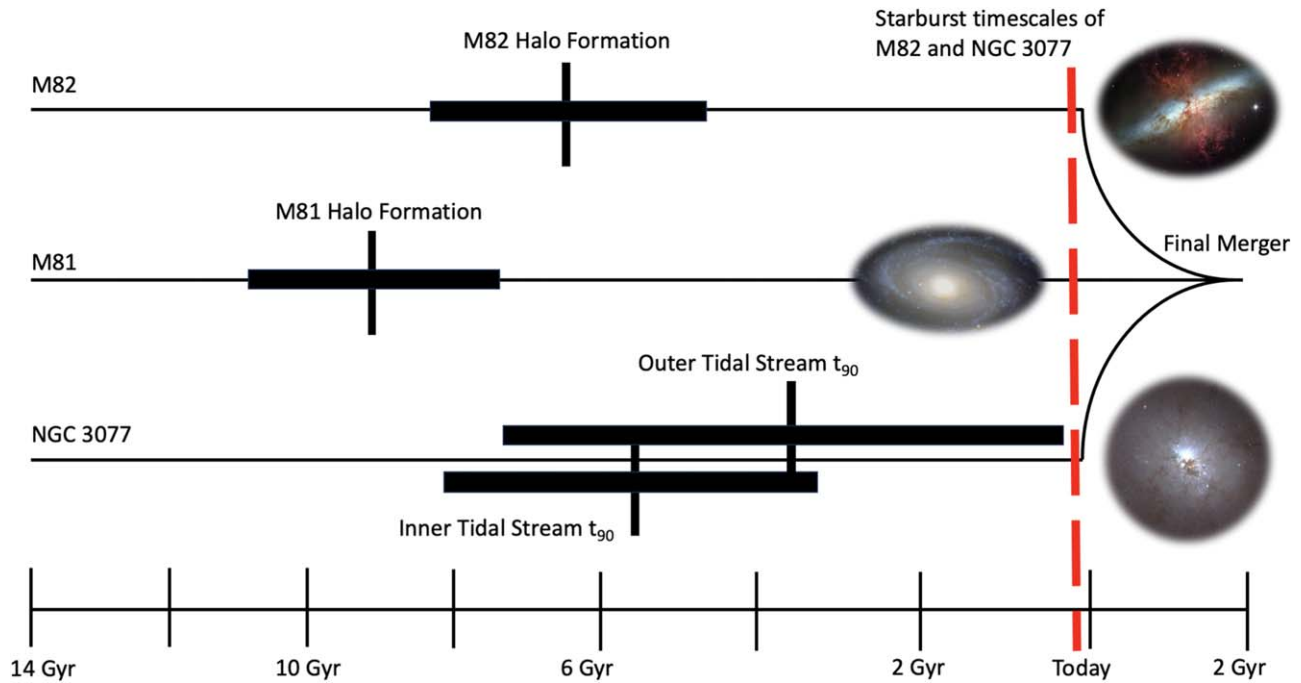 Starburst timescales of
M82 and NGC 3077
M82 Halo Formation
M82
M81 Halo Formation
Final Merger
M81
Outer Tidal Stream t₉₀
NGC 3077
Inner Tidal Stream t₉₀
14 Gyr 10 Gyr 6 Gyr 2 Gyr Today 2 Gyr